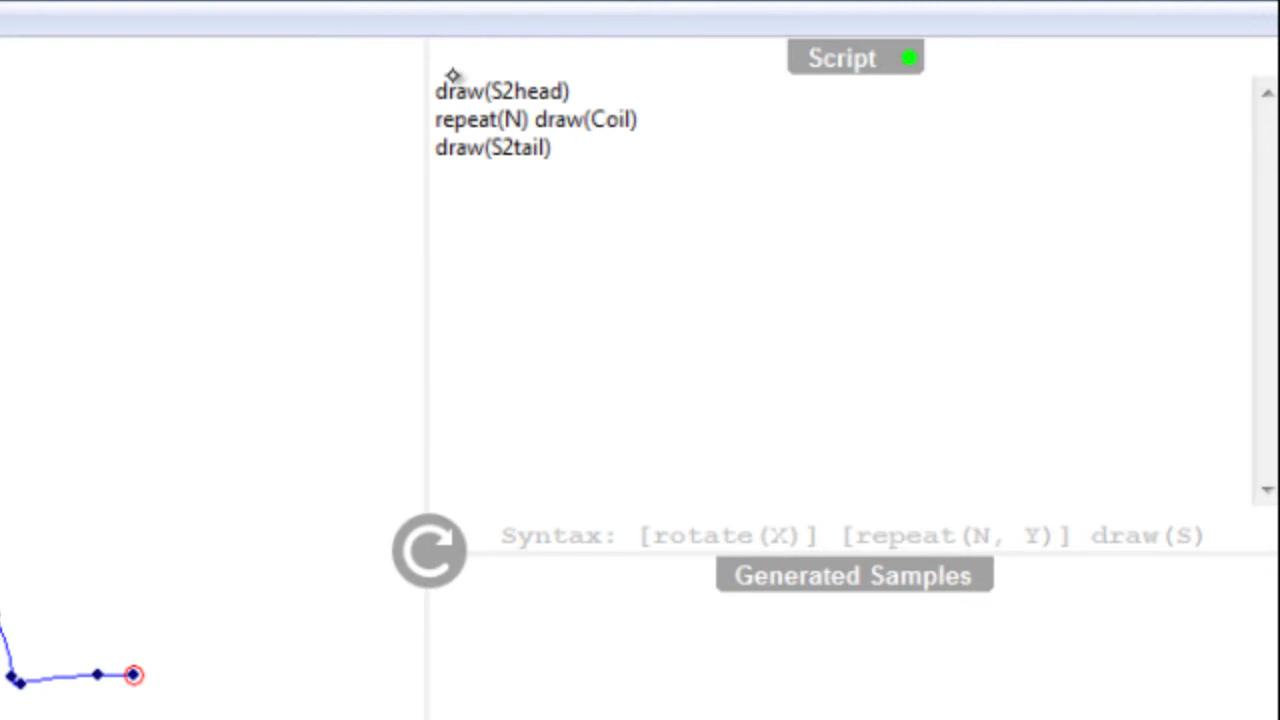 Script
draw(S2head)
repeat(N) draw(Coil)
draw(S2tail)
Syntax: [rotate(X)] [repeat(N, Y)] draw(S)
Generated Samples